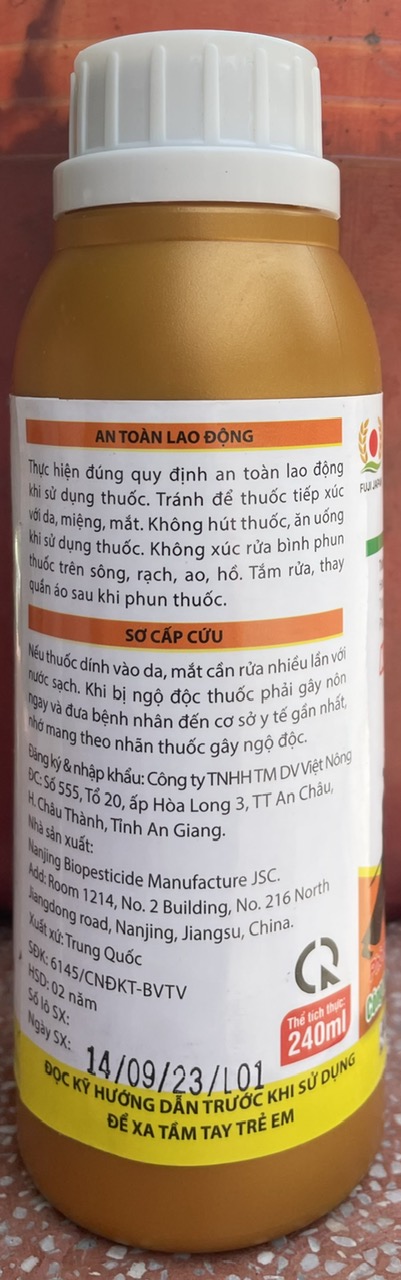 AN TOÀN LAO ĐỘNG
Thực hiện đúng quy định an toàn lao động
khi sử dụng thuốc. Tránh để thuốc tiếp xúc
với da, miệng, mắt. Không hút thuốc, ăn uống
khi sử dụng thuốc. Không xúc rửa bình phun
thuốc trên sông, rạch, ao, hồ. Tắm rửa, thay
quần áo sau khi phun thuốc.
SƠ CẤP CỨU
Nếu thuốc dính vào da, mắt cần rửa nhiều lần với
nước sạch. Khi bị ngộ độc thuốc phải gây nôn
ngay và đưa bệnh nhân đến cơ sở y tế gần nhất,
nhớ mang theo nhãn thuốc gây ngộ độc.
Đăng ký & nhập khẩu: Công ty TNHH TM DV Việt Nông
ĐC: Số 555, Tổ 20, ấp Hòa Long 3, TT An Châu,
H. Châu Thành, Tỉnh An Giang.
Nhà sản xuất:
Nanjing Biopesticide Manufacture JSC.
Add: Room 1214, No. 2 Building, No. 216 North
Jiangdong road, Nanjing, Jiangsu, China.
Xuất xứ: Trung Quốc
SĐK: 6145/CNĐKT-BVTV
HSD: 02 năm
Số lô SX:
Ngày SX:
14/09/23/L01
Thể tích thực:
240ml
ĐỌC KỸ HƯỚNG DẪN TRƯỚC KHI SỬ DỤNG
ĐỂ XA TẦM TAY TRẺ EM
FUJI